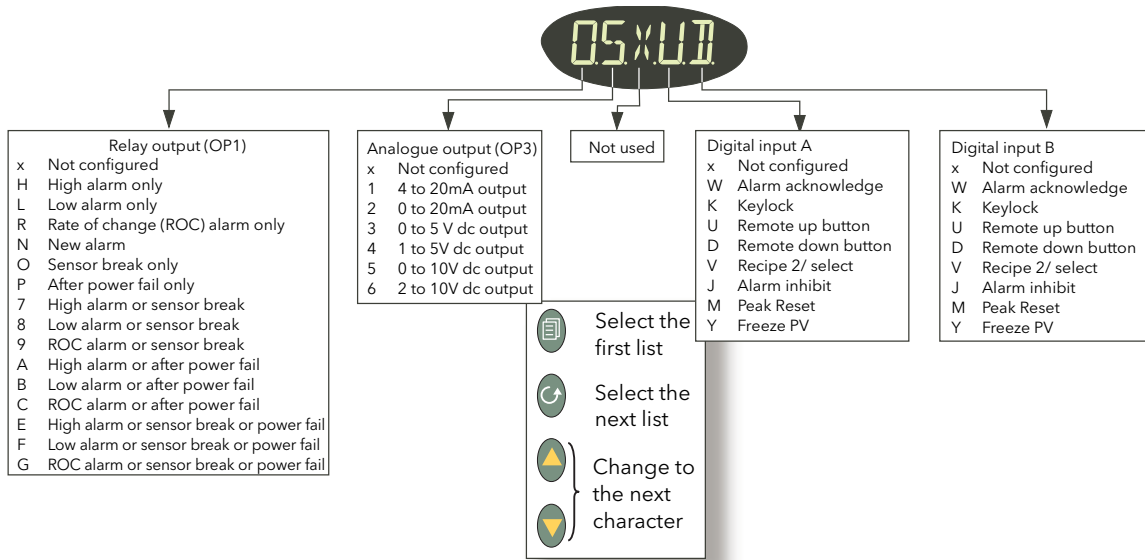 O.5.X.U.D.
Relay output (OP1)
x Not configured
H High alarm only
L Low alarm only
R Rate of change (ROC) alarm only
N New alarm
O Sensor break only
P After power fail only
7 High alarm or sensor break
8 Low alarm or sensor break
9 ROC alarm or sensor break
A High alarm or after power fail
B Low alarm or after power fail
C ROC alarm or after power fail
E High alarm or sensor break or power fail
F Low alarm or sensor break or power fail
G ROC alarm or sensor break or power fail
Analogue output (OP3)
x Not configured
1 4 to 20mA output
2 0 to 20mA output
3 0 to 5 V dc output
4 1 to 5V dc output
5 0 to 10V dc output
6 2 to 10V dc output
Not used
Digital input A
x Not configured
W Alarm acknowledge
K Keylock
U Remote up button
D Remote down button
V Recipe 2/ select
J Alarm inhibit
M Peak Reset
Y Freeze PV
Digital input B
x Not configured
W Alarm acknowledge
K Keylock
U Remote up button
D Remote down button
V Recipe 2/ select
J Alarm inhibit
M Peak Reset
Y Freeze PV
Select the
first list
Select the
next list
Change to
the next
character